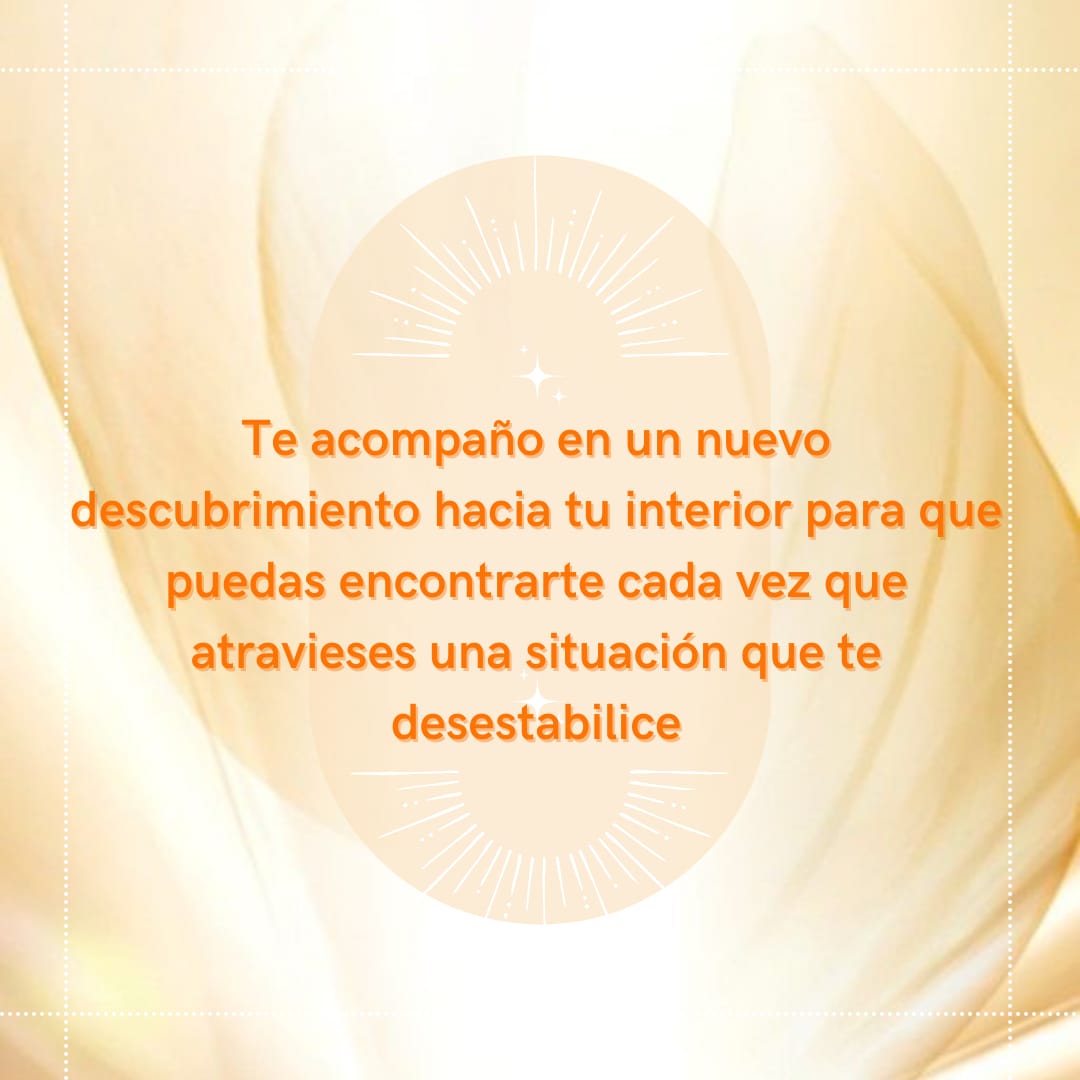 Te acompaño en un nuevo
descubrimiento hacia tu interior para que
puedas encontrarte cada vez que
atravieses una situación que te
desestabilice